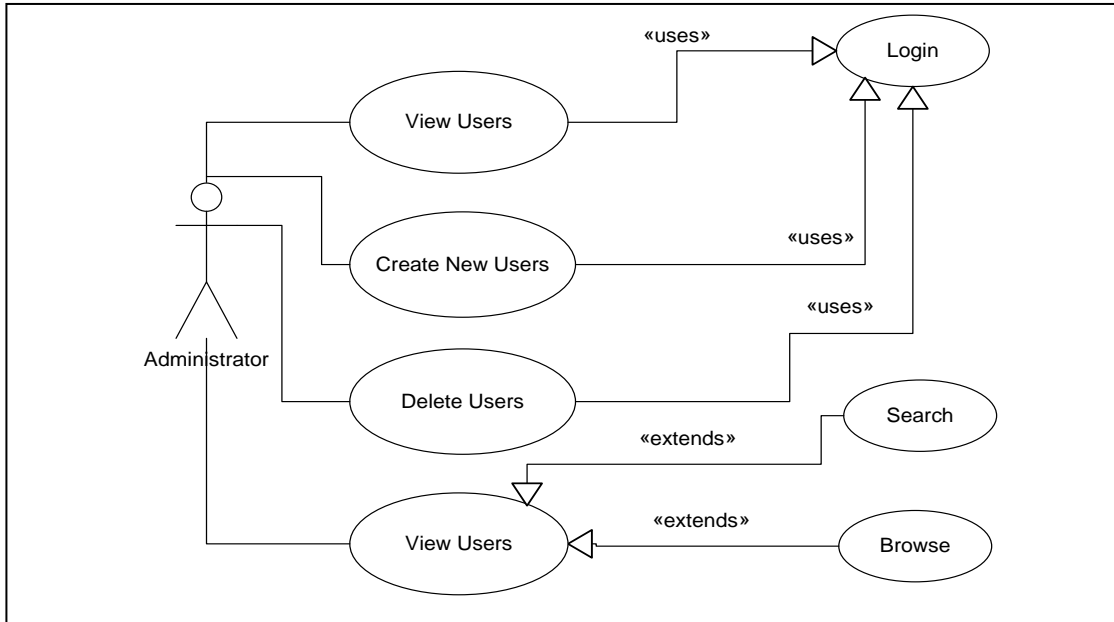 «uses»
Login
View Users
«uses»
Create New Users
«uses»
Administrator
Delete Users
Search
«extends»
«extends»
View Users
Browse